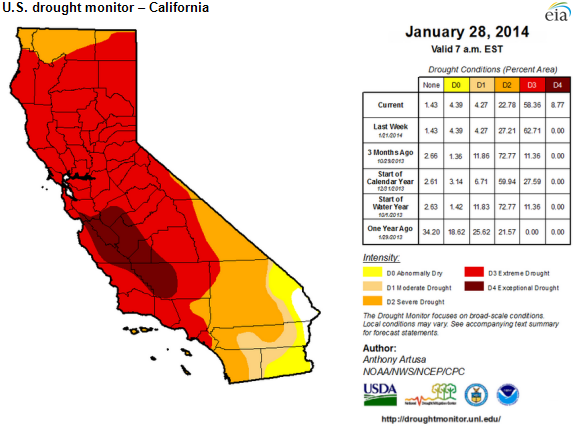 U.S. drought monitor – California
eia
January 28, 2014
Valid 7 a.m. EST
Drought Conditions (Percent Area)
None D0 D1 D2 D3 D4
Current 1.43 4.39 4.27 22.78 58.36 8.77
Last Week 1.43 4.39 4.27 27.21 62.71 0.00
1/21/2014
3 Months Ago 2.66 1.36 11.86 72.77 11.36 0.00
10/29/2013
Start of
Calendar Year 2.61 3.14 6.71 59.94 27.59 0.00
12/31/2013
Start of
Water Year 2.63 1.42 11.83 72.77 11.36 0.00
10/1/2013
One Year Ago 34.20 18.62 25.62 21.57 0.00 0.00
1/29/2013
Intensity:
D0 Abnormally Dry D3 Extreme Drought
D1 Moderate Drought D4 Exceptional Drought
D2 Severe Drought
The Drought Monitor focuses on broad-scale conditions.
Local conditions may vary. See accompanying text summary
for forecast statements.
Author:
Anthony Artusa
NOAA/NWS/NCEP/CPC
USDA
http://droughtmonitor.unl.edu/